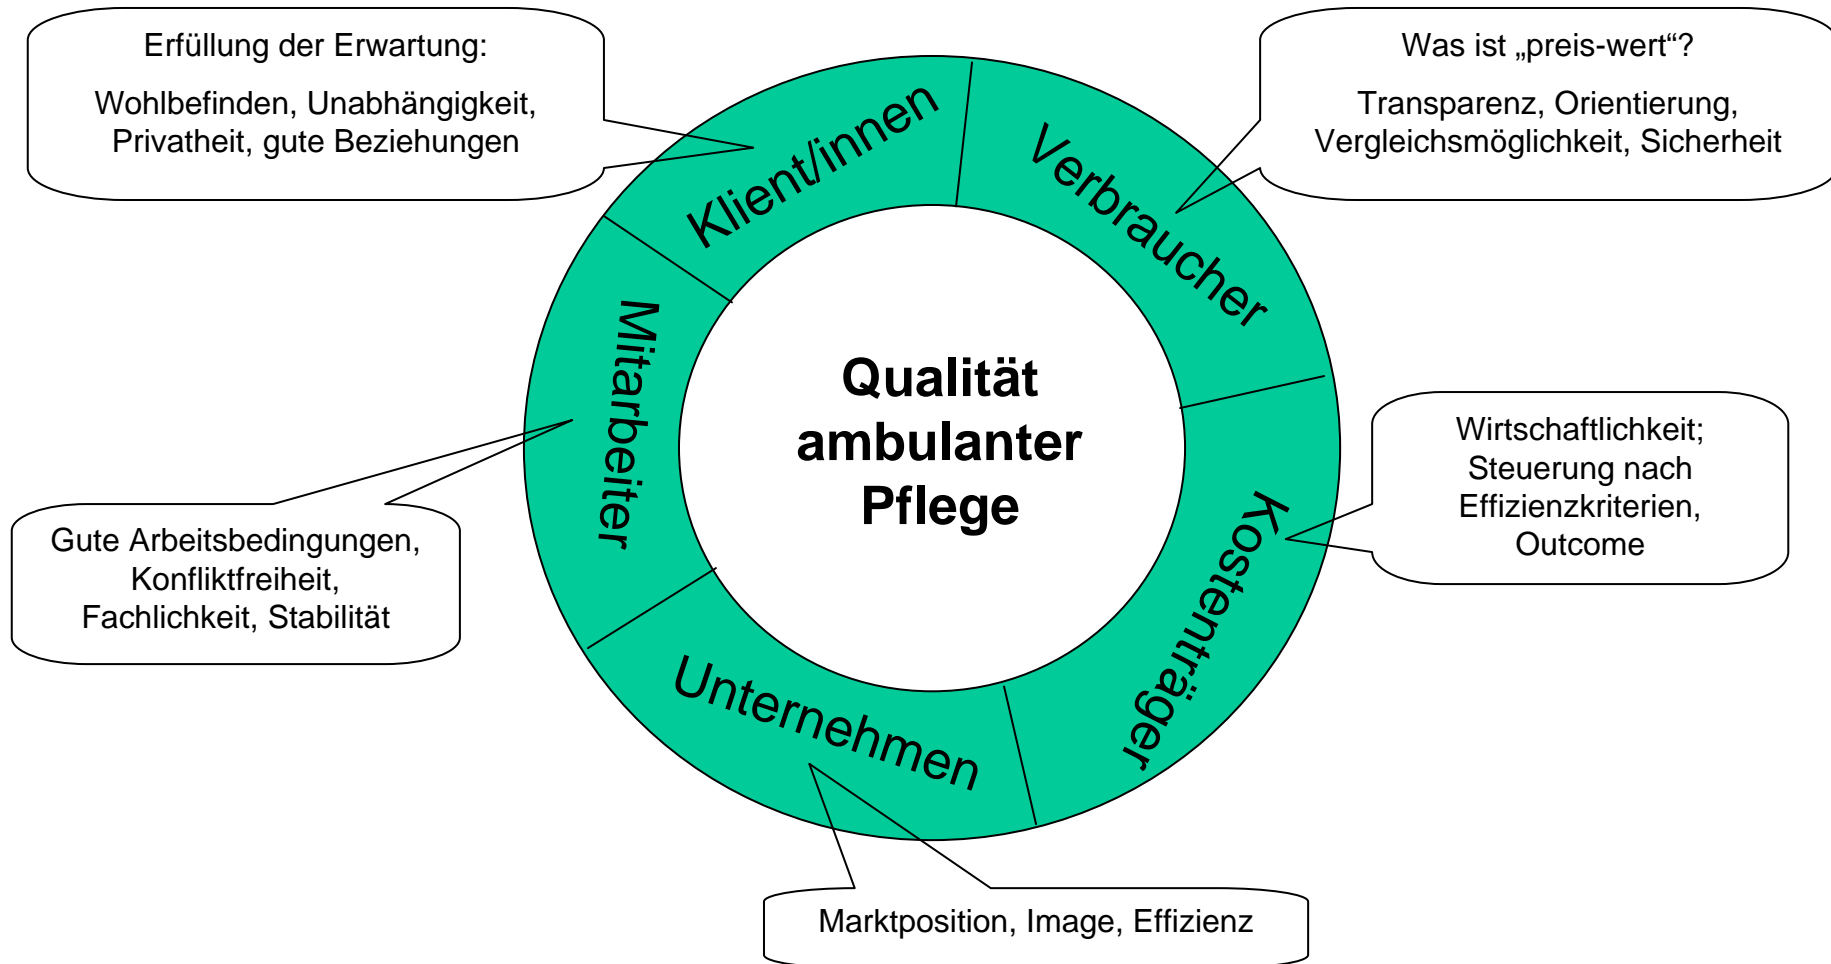 Erfüllung der Erwartung:
Wohlbefinden, Unabhängigkeit,
Privatheit, gute Beziehungen
Was ist „preis-wert“?
Transparenz, Orientierung,
Vergleichsmöglichkeit, Sicherheit
Klient/innen
Verbraucher
Mitarbeiter
Qualität
ambulanter
Pflege
Kostenträger
Wirtschaftlichkeit;
Steuerung nach
Effizienzkriterien,
Outcome
Gute Arbeitsbedingungen,
Konfliktfreiheit,
Fachlichkeit, Stabilität
Unternehmen
Marktposition, Image, Effizienz